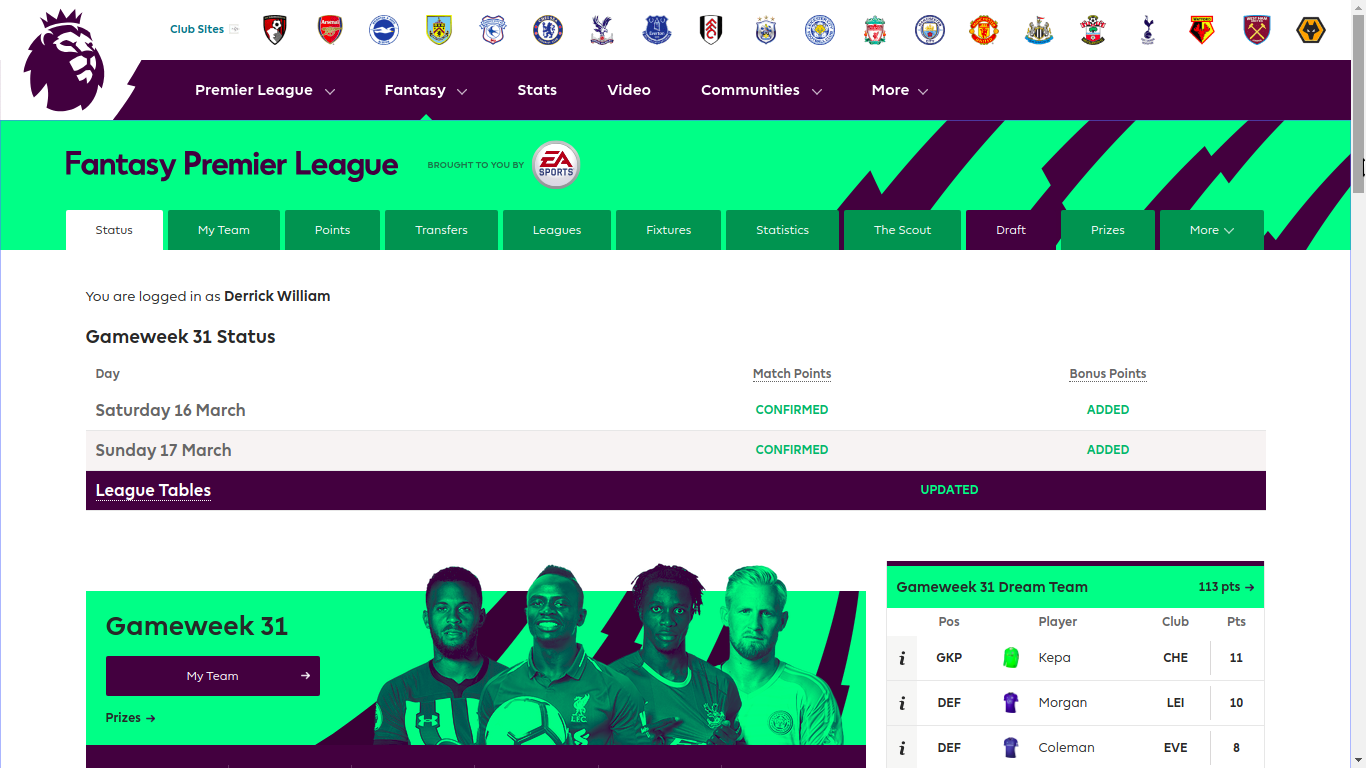 Club Sites
Premier League
Fantasy
Stats
Video
Communities
More
Fantasy Premier League
BROUGHT TO YOU BY
EA
SPORTS
Status
My Team
Points
Transfers
Leagues
Fixtures
Statistics
The Scout
Draft
Prizes
More
You are logged in as Derrick William
Gameweek 31 Status
Day Match Points Bonus Points
Saturday 16 March CONFIRMED ADDED
Sunday 17 March CONFIRMED ADDED
League Tables UPDATED
Gameweek 31
My Team →
Prizes →
Gameweek 31 Dream Team 113 pts →
Pos Player Club Pts
i GKP Kepa CHE 11
i DEF Morgan LEI 10
i DEF Coleman EVE 8